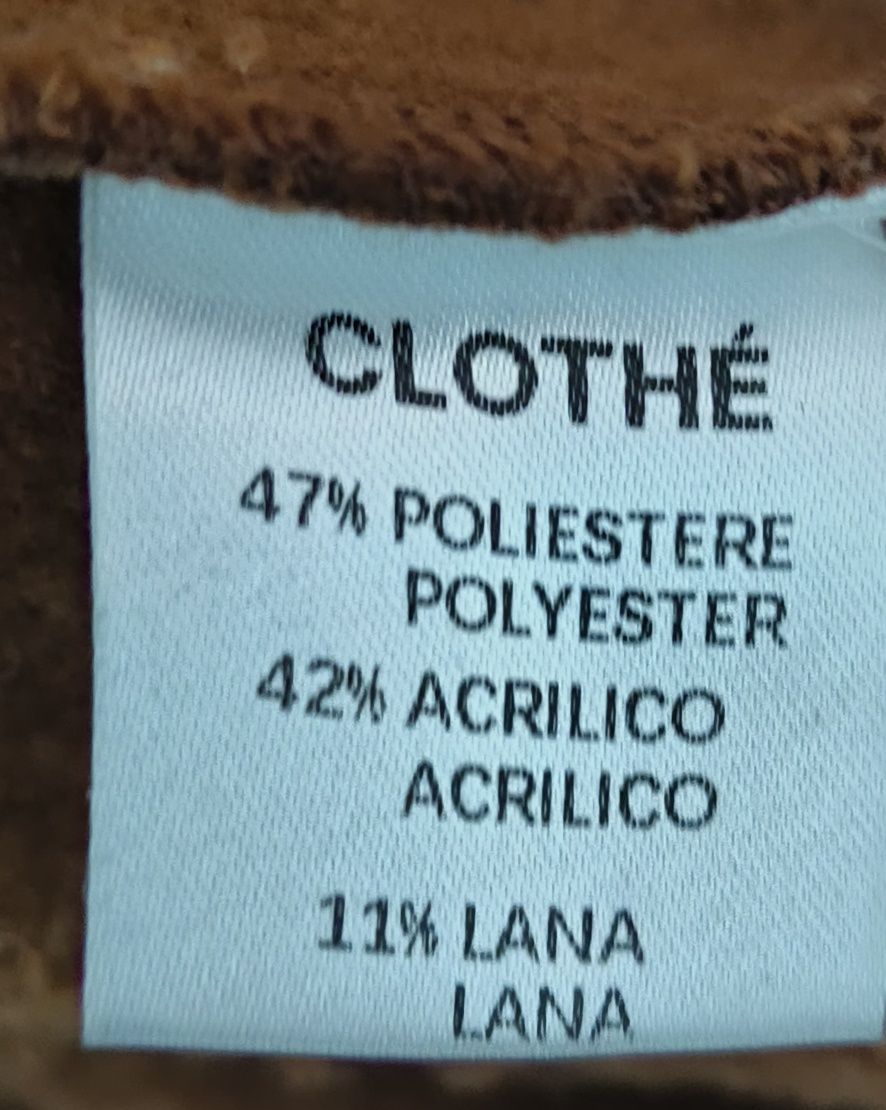 CLOTHÉ
47% POLIESTERE
POLYESTER
42% ACRILICO
ACRILICO
11% LANA
LANA